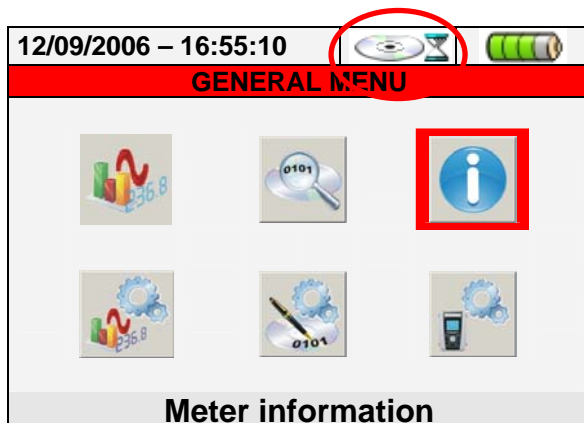 12/09/2006 – 16:55:10
GENERAL MENU
236.8
0101
236.8
0101
Meter information